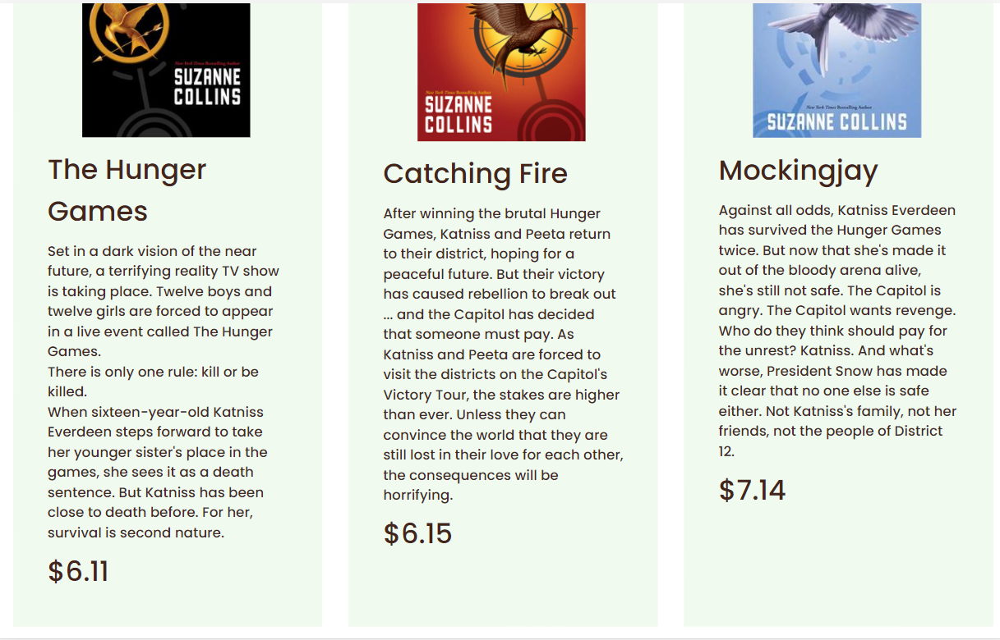 New York Times Bestselling Author
SUZANNE
COLLINS
The Hunger
Games
Set in a dark vision of the near
future, a terrifying reality TV show
is taking place. Twelve boys and
twelve girls are forced to appear
in a live event called The Hunger
Games.
There is only one rule: kill or be
killed.
When sixteen-year-old Katniss
Everdeen steps forward to take
her younger sister's place in the
games, she sees it as a death
sentence. But Katniss has been
close to death before. For her,
survival is second nature.
$6.11
New York Times Bestselling Author
SUZANNE
COLLINS
Catching Fire
After winning the brutal Hunger
Games, Katniss and Peeta return
to their district, hoping for a
peaceful future. But their victory
has caused rebellion to break out
... and the Capitol has decided
that someone must pay. As
Katniss and Peeta are forced to
visit the districts on the Capitol's
Victory Tour, the stakes are higher
than ever. Unless they can
convince the world that they are
still lost in their love for each other,
the consequences will be
horrifying.
$6.15
New York Times Bestselling Author
SUZANNE COLLINS
Mockingjay
Against all odds, Katniss Everdeen
has survived the Hunger Games
twice. But now that she's made it
out of the bloody arena alive,
she's still not safe. The Capitol is
angry. The Capitol wants revenge.
Who do they think should pay for
the unrest? Katniss. And what's
worse, President Snow has made
it clear that no one else is safe
either. Not Katniss's family, not her
friends, not the people of District
12.
$7.14